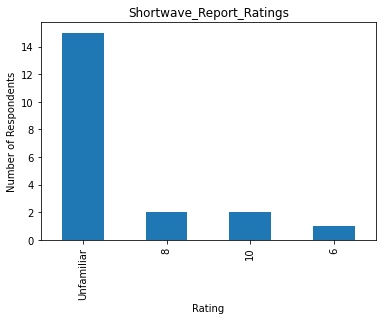 Shortwave_Report_Ratings
Number of Respondents
14
12
10
8
6
4
2
0
Unfamiliar
8
10
6
Rating